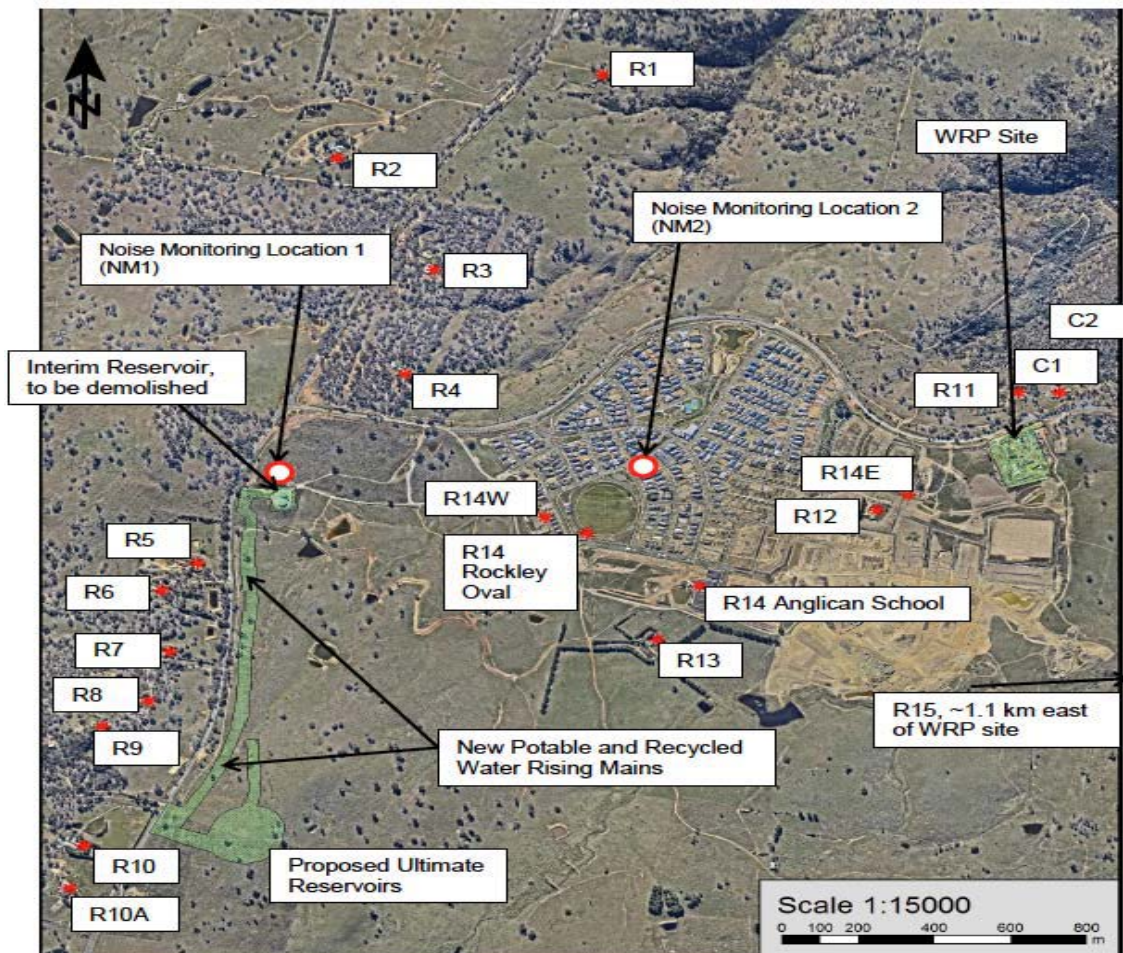 N
R1
WRP Site
R2
Noise Monitoring Location 2
(NM2)
Noise Monitoring Location 1
(NM1)
R3
C2
Interim Reservoir,
to be demolished
R4
R11
C1
R14E
R14W
R12
R5
R14
Rockley
Oval
R6
R14 Anglican School
R7
R13
R8
R15, ~1.1 km east
of WRP site
R9
New Potable and Recycled
Water Rising Mains
R10
Proposed Ultimate
Reservoirs
R10A
Scale 1:15000
0 100 200 400 600 800
m